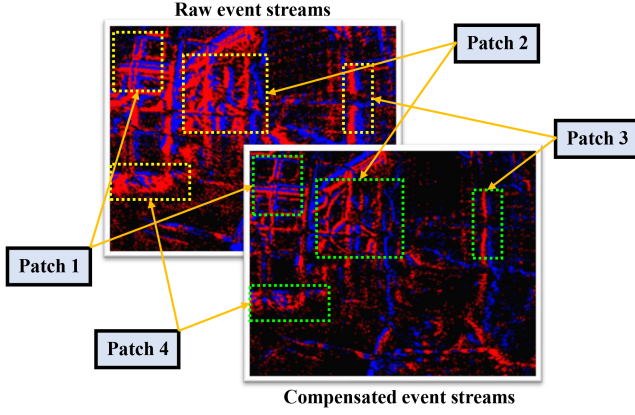 Raw event streams
Patch 2
Patch 3
Patch 1
Patch 4
Compensated event streams